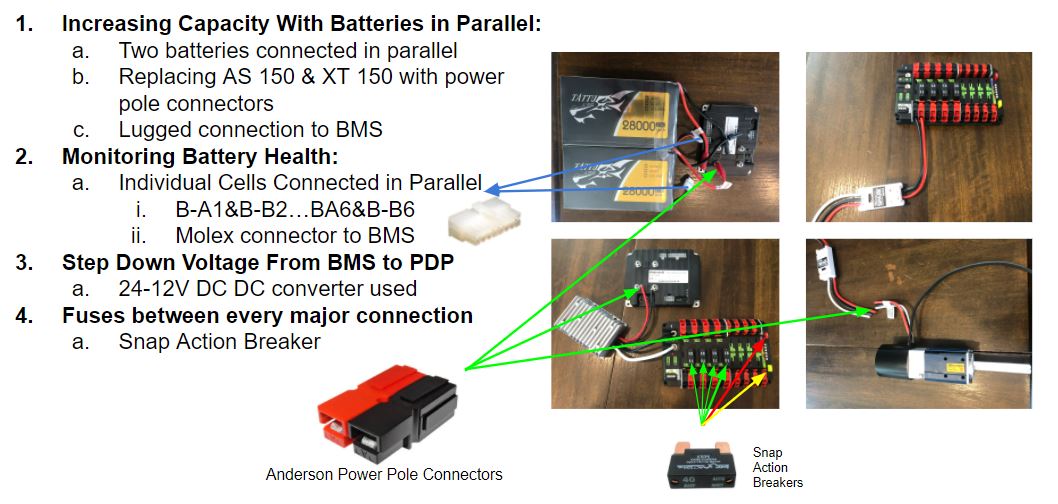 1. Increasing Capacity With Batteries in Parallel:
a. Two batteries connected in parallel
b. Replacing AS 150 & XT 150 with power
pole connectors
c. Lugged connection to BMS
2. Monitoring Battery Health:
a. Individual Cells Connected in Parallel
i. B-A1&B-B2…BA6&B-B6
ii. Molex connector to BMS
3. Step Down Voltage From BMS to PDP
a. 24-12V DC DC converter used
4. Fuses between every major connection
a. Snap Action Breaker
TATTU
28000
TATTU
28000
Anderson Power Pole Connectors
40
Snap
Action
Breakers